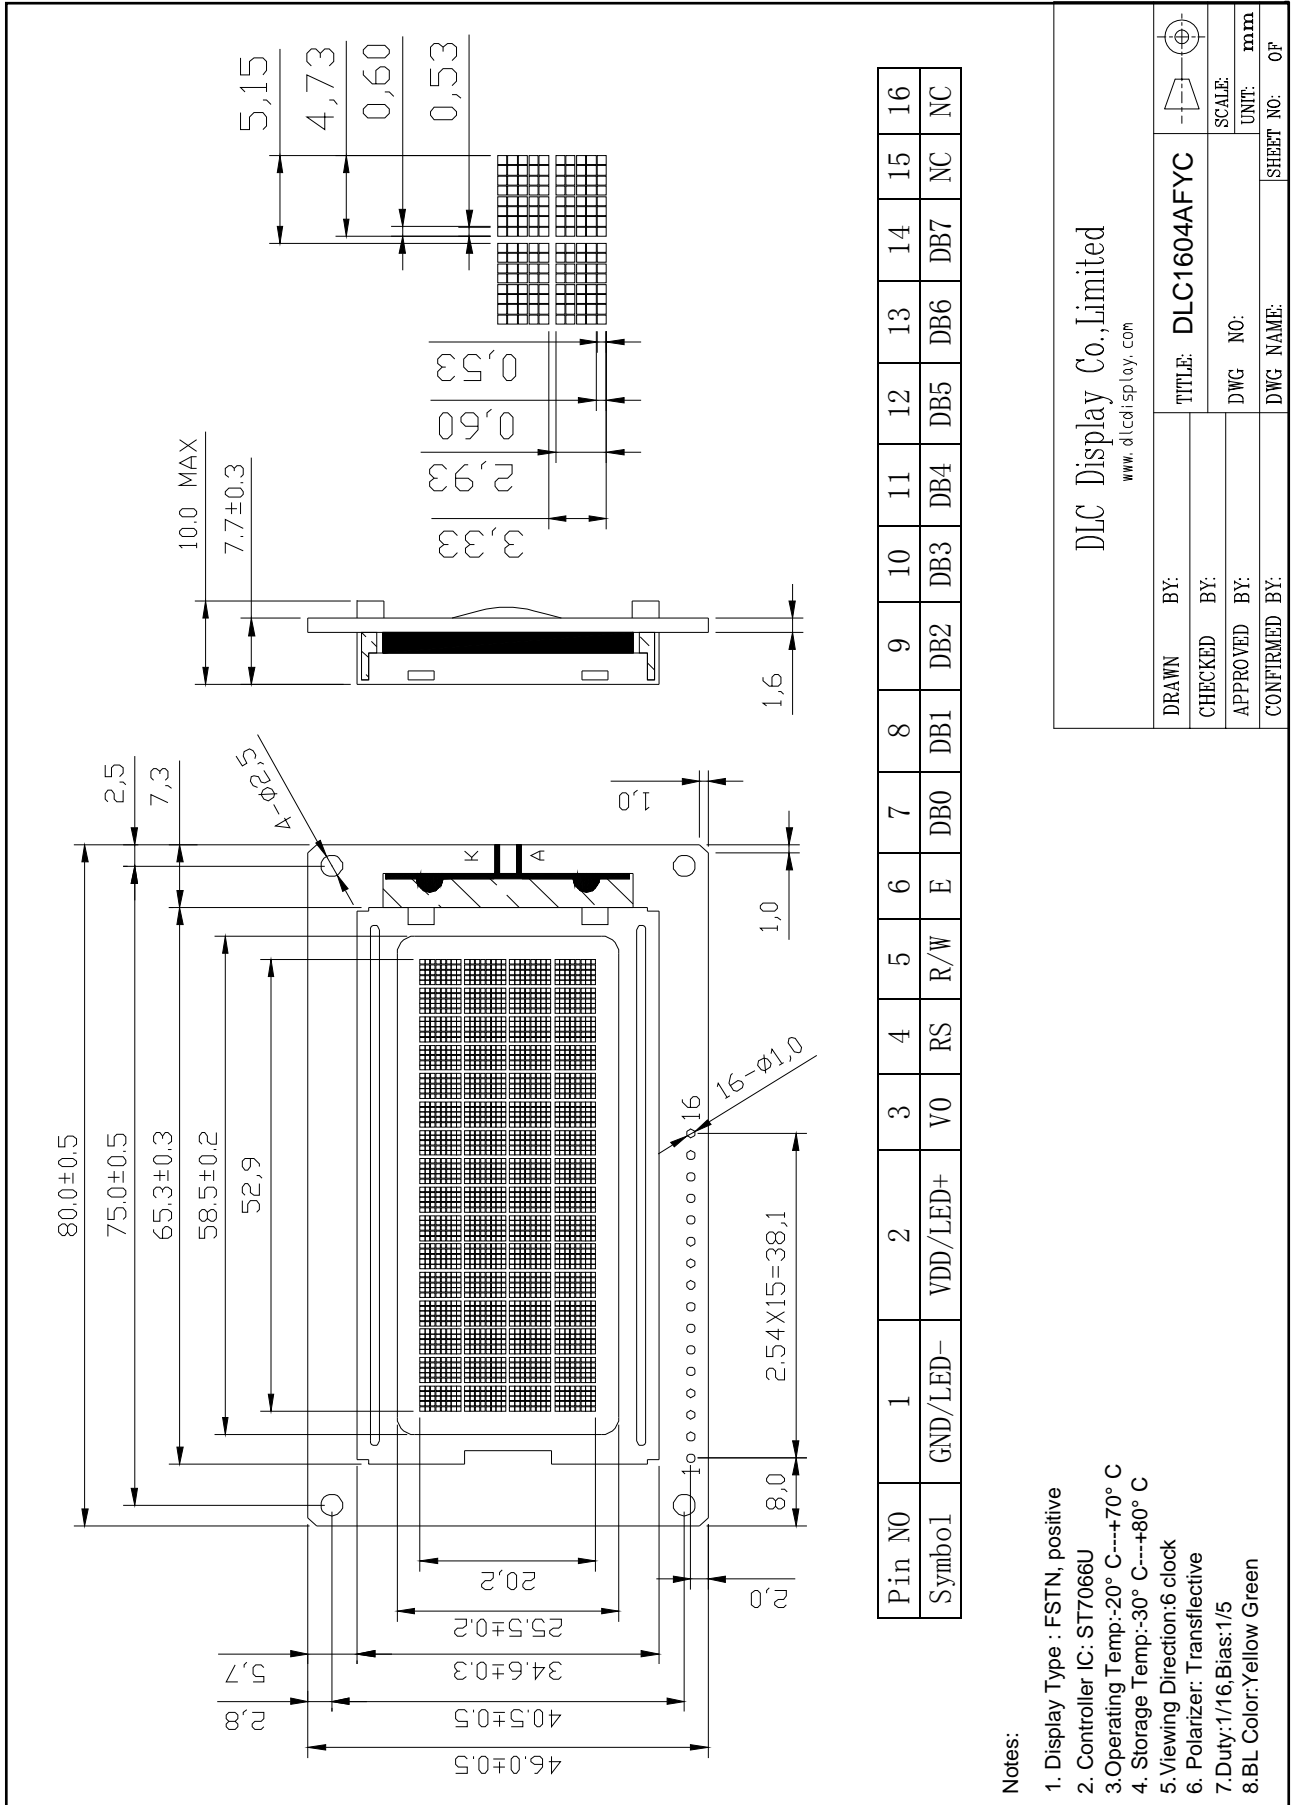 80.0±0.5
75.0±0.5
65.3±0.3
58.5±0.2
52,9
2,5
7,3
4-ø2,5
K
A
46.0±0.5
40.5±0.5
34.6±0.3
25.5±0.2
20,2
2,8
5,7
2,0
8,0
1
2.54X15=38,1
16
16-ø1,0
1,0
1,0
10.0 MAX
7.7±0.3
1,6
5,15
4,73
0,60
0,53
0,53
0,60
2,93
3,33
Pin NO 1 2 3 4 5 6 7 8 9 10 11 12 13 14 15 16
Symbol GND/LED- VDD/LED+ VO RS R/W E DB0 DB1 DB2 DB3 DB4 DB5 DB6 DB7 NC NC
Notes:
1. Display Type : FSTN, positive
2. Controller IC: ST7066U
3.Operating Temp:-20° C---+70° C
4. Storage Temp:-30° C---+80° C
5.Viewing Direction:6 clock
6. Polarizer: Transflective
7.Duty:1/16,Bias:1/5
8.BL Color:Yellow Green
DLC Display Co.,Limited
www.dlcdisplay.com
DRAWN BY:
CHECKED BY:
APPROVED BY:
CONFIRMED BY:
TITLE: DLC1604AFYC
DWG NO:
DWG NAME:
SCALE:
UNIT: mm
SHEET NO: OF